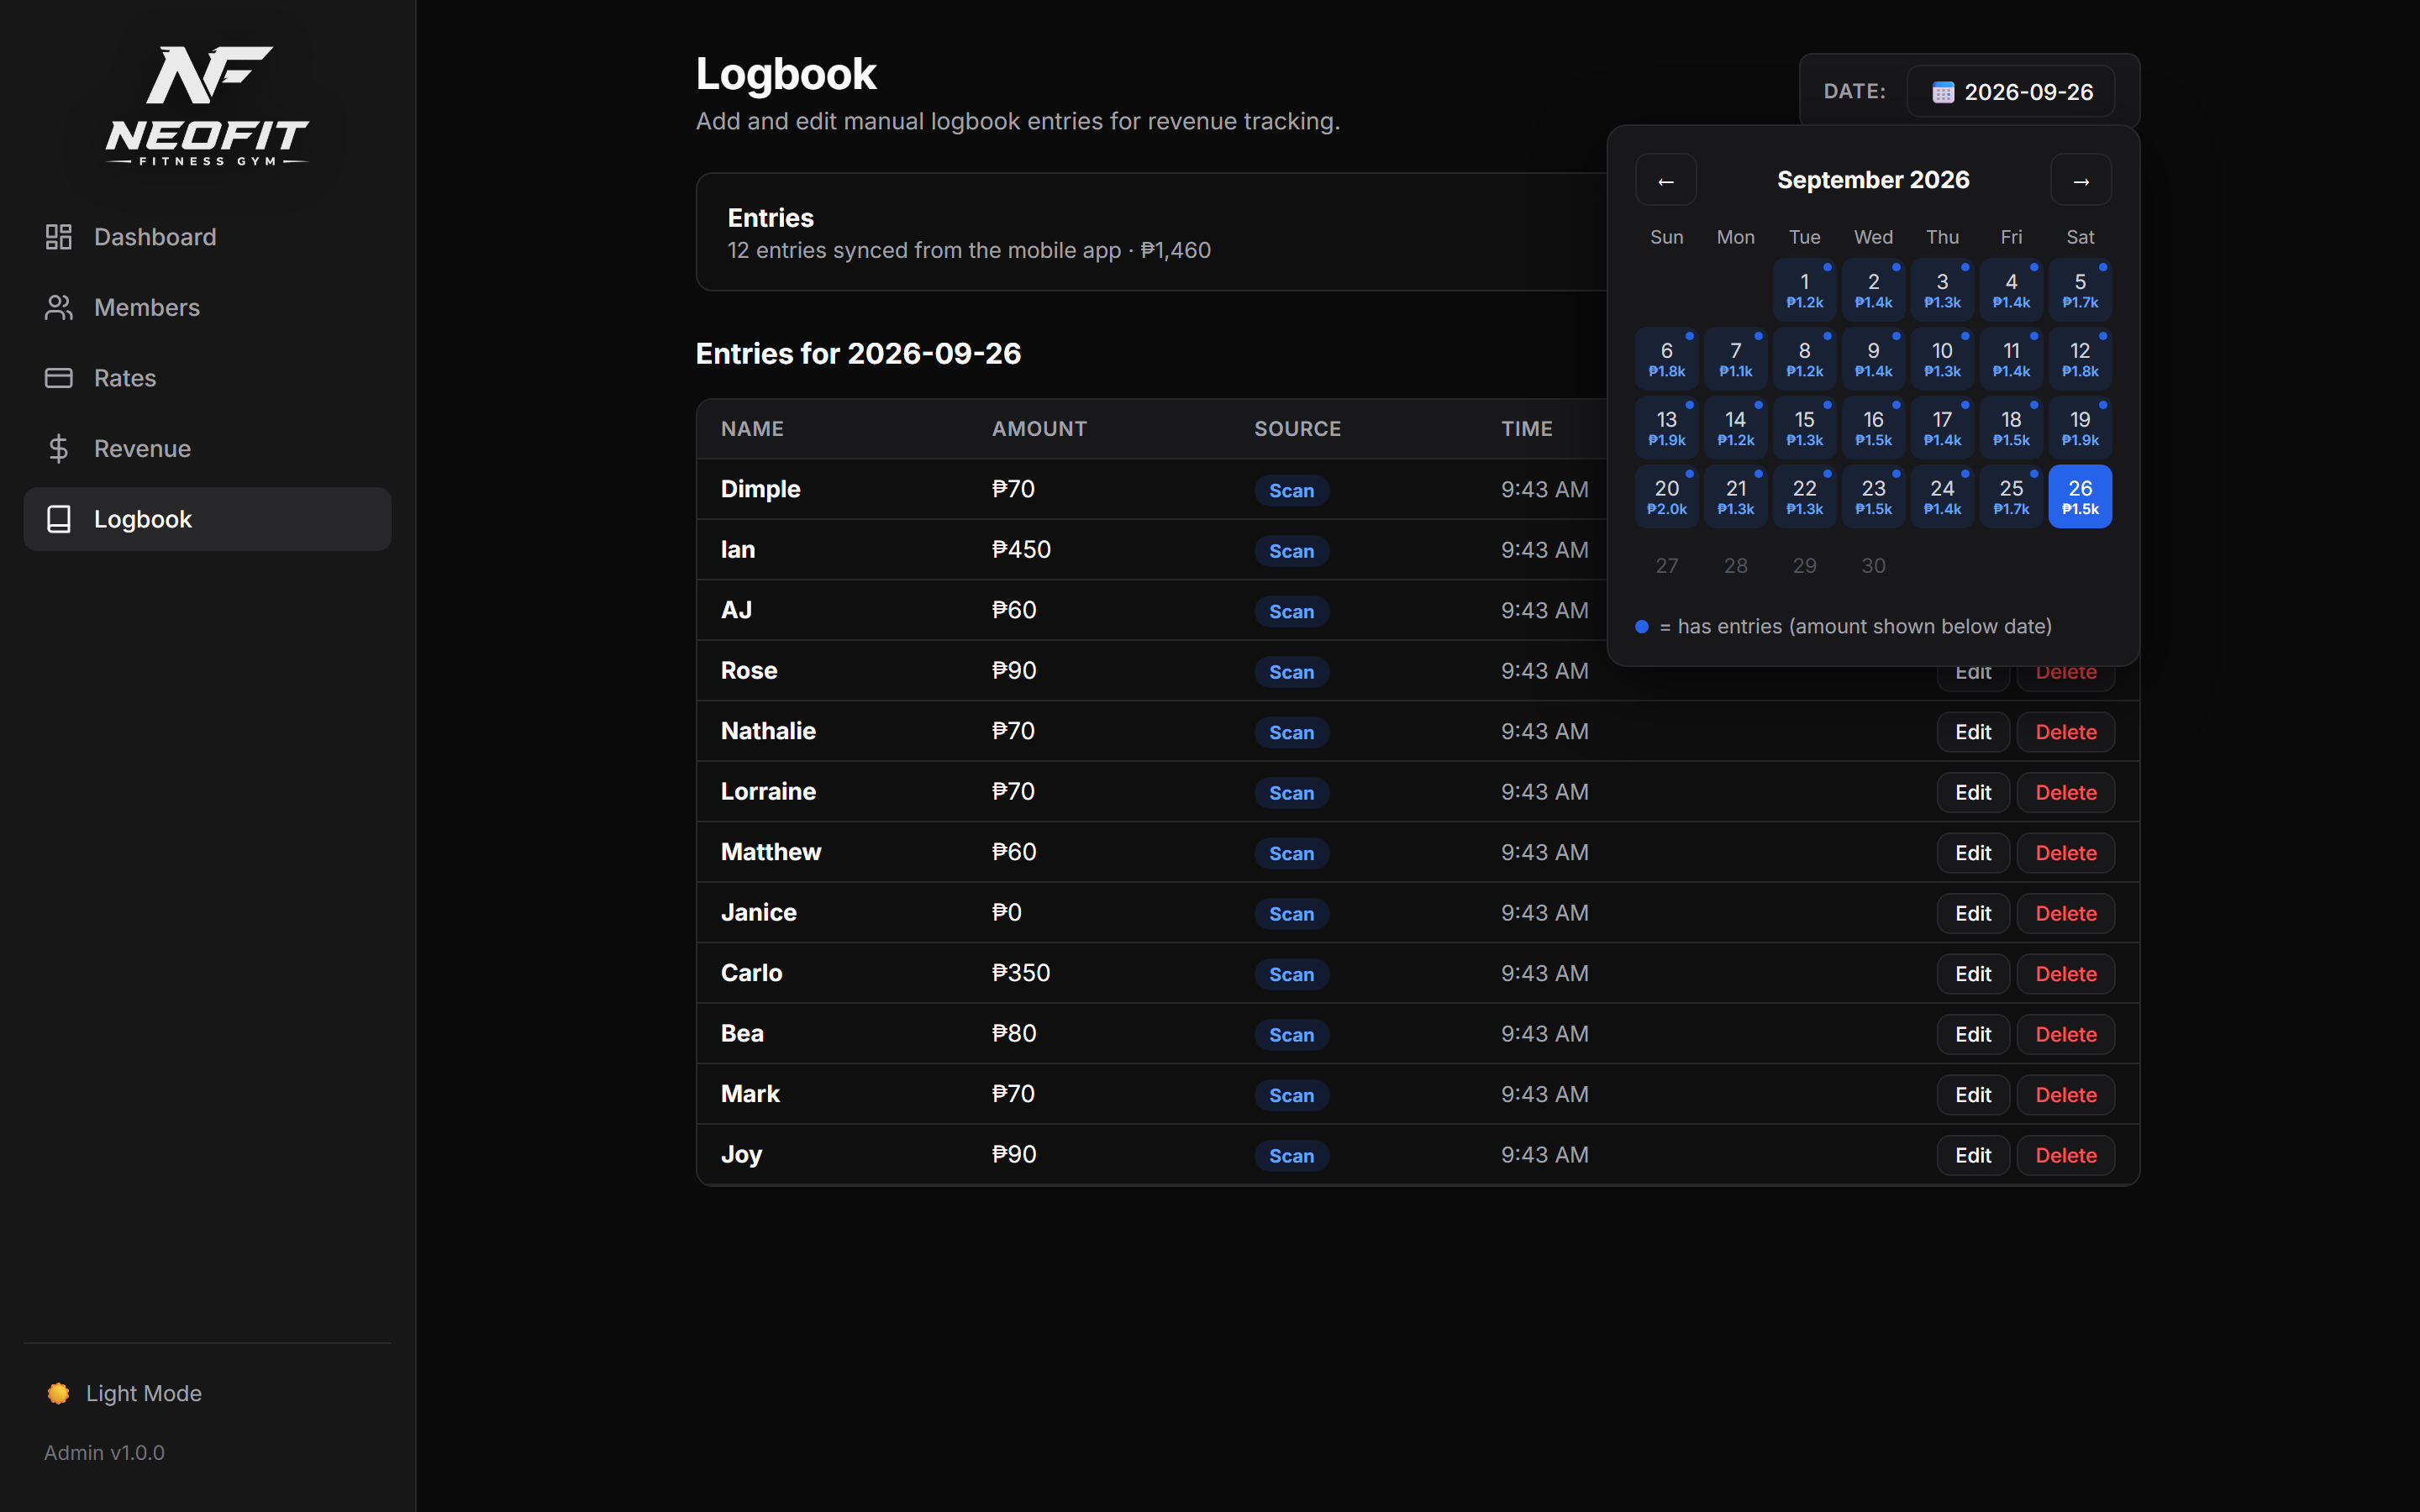 NF
NEOFIT
FITNESS GYM
Dashboard
Members
Rates
Revenue
Logbook
Light Mode
Admin v1.0.0
Logbook
Add and edit manual logbook entries for revenue tracking.
DATE: 2026-09-26
Entries
12 entries synced from the mobile app · ₱1,460
Entries for 2026-09-26
NAME AMOUNT SOURCE TIME
Dimple ₱70 Scan 9:43 AM
Ian ₱450 Scan 9:43 AM
AJ ₱60 Scan 9:43 AM
Rose ₱90 Scan 9:43 AM Edit Delete
Nathalie ₱70 Scan 9:43 AM Edit Delete
Lorraine ₱70 Scan 9:43 AM Edit Delete
Matthew ₱60 Scan 9:43 AM Edit Delete
Janice ₱0 Scan 9:43 AM Edit Delete
Carlo ₱350 Scan 9:43 AM Edit Delete
Bea ₱80 Scan 9:43 AM Edit Delete
Mark ₱70 Scan 9:43 AM Edit Delete
Joy ₱90 Scan 9:43 AM Edit Delete
← September 2026 →
Sun Mon Tue Wed Thu Fri Sat
1 2 3 4 5
₱1.2k ₱1.4k ₱1.3k ₱1.4k ₱1.7k
6 7 8 9 10 11 12
₱1.8k ₱1.1k ₱1.2k ₱1.4k ₱1.3k ₱1.4k ₱1.8k
13 14 15 16 17 18 19
₱1.9k ₱1.2k ₱1.3k ₱1.5k ₱1.4k ₱1.5k ₱1.9k
20 21 22 23 24 25 26
₱2.0k ₱1.3k ₱1.3k ₱1.5k ₱1.4k ₱1.7k ₱1.5k
27 28 29 30
= has entries (amount shown below date)